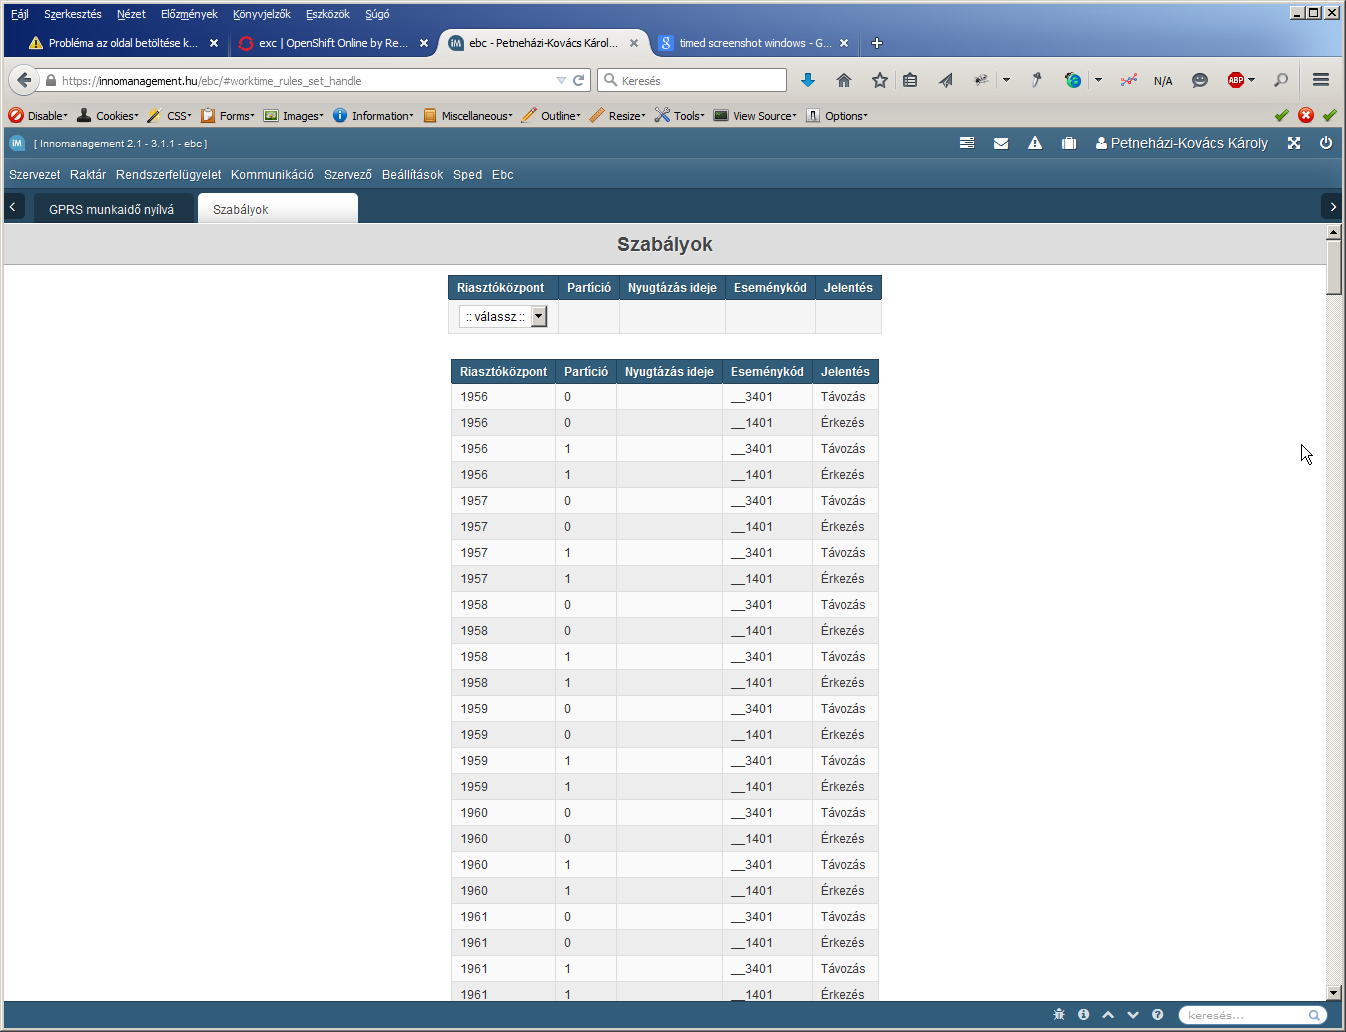 Fájl Szerkesztés Nézet Előzmények Könyvjelzők Eszközök Súgó
Probléma az oldal betöltése k... exc | OpenShift Online by Re... ebc - Petneházi-Kovács Károl... timed screenshot windows - G...
https://innomanagement.hu/ebc/#worktime_rules_set_handle Keresés N/A ABP
Disable Cookies CSS Forms Images Information Miscellaneous Outline Resize Tools View Source Options
iM [ Innomanagement 2.1 - 3.1.1 - ebc ] Petneházi-Kovács Károly
Szervezet Raktár Rendszerfelügyelet Kommunikáció Szervező Beállítások Sped Ebc
GPRS munkaidő nyílvá Szabályok
Szabályok
Riasztóközpont Partíció Nyugtázás ideje Eseménykód Jelentés
:: válassz ::
Riasztóközpont Partíció Nyugtázás ideje Eseménykód Jelentés
1956 0 __3401 Távozás
1956 0 __1401 Érkezés
1956 1 __3401 Távozás
1956 1 __1401 Érkezés
1957 0 __3401 Távozás
1957 0 __1401 Érkezés
1957 1 __3401 Távozás
1957 1 __1401 Érkezés
1958 0 __3401 Távozás
1958 0 __1401 Érkezés
1958 1 __3401 Távozás
1958 1 __1401 Érkezés
1959 0 __3401 Távozás
1959 0 __1401 Érkezés
1959 1 __3401 Távozás
1959 1 __1401 Érkezés
1960 0 __3401 Távozás
1960 0 __1401 Érkezés
1960 1 __3401 Távozás
1960 1 __1401 Érkezés
1961 0 __3401 Távozás
1961 0 __1401 Érkezés
1961 1 __3401 Távozás
1961 1 __1401 Érkezés
keresés...